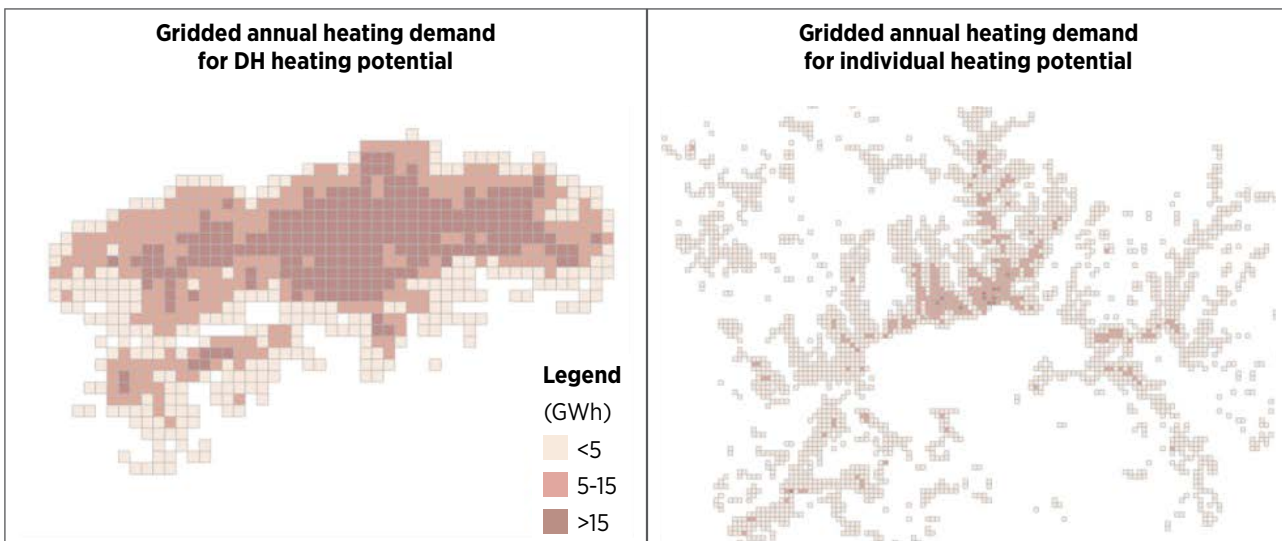 Gridded annual heating demand
for DH heating potential
Gridded annual heating demand
for individual heating potential
Legend
(GWh)
<5
5-15
>15